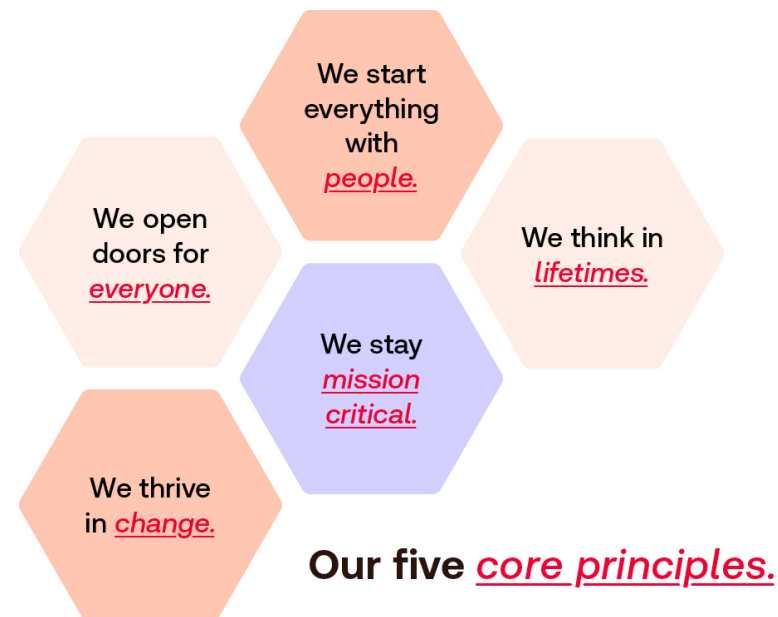 We start
everything
with
people.
We open
doors for
everyone.
We think in
lifetimes.
We stay
mission
critical.
We thrive
in change.
Our five core principles.